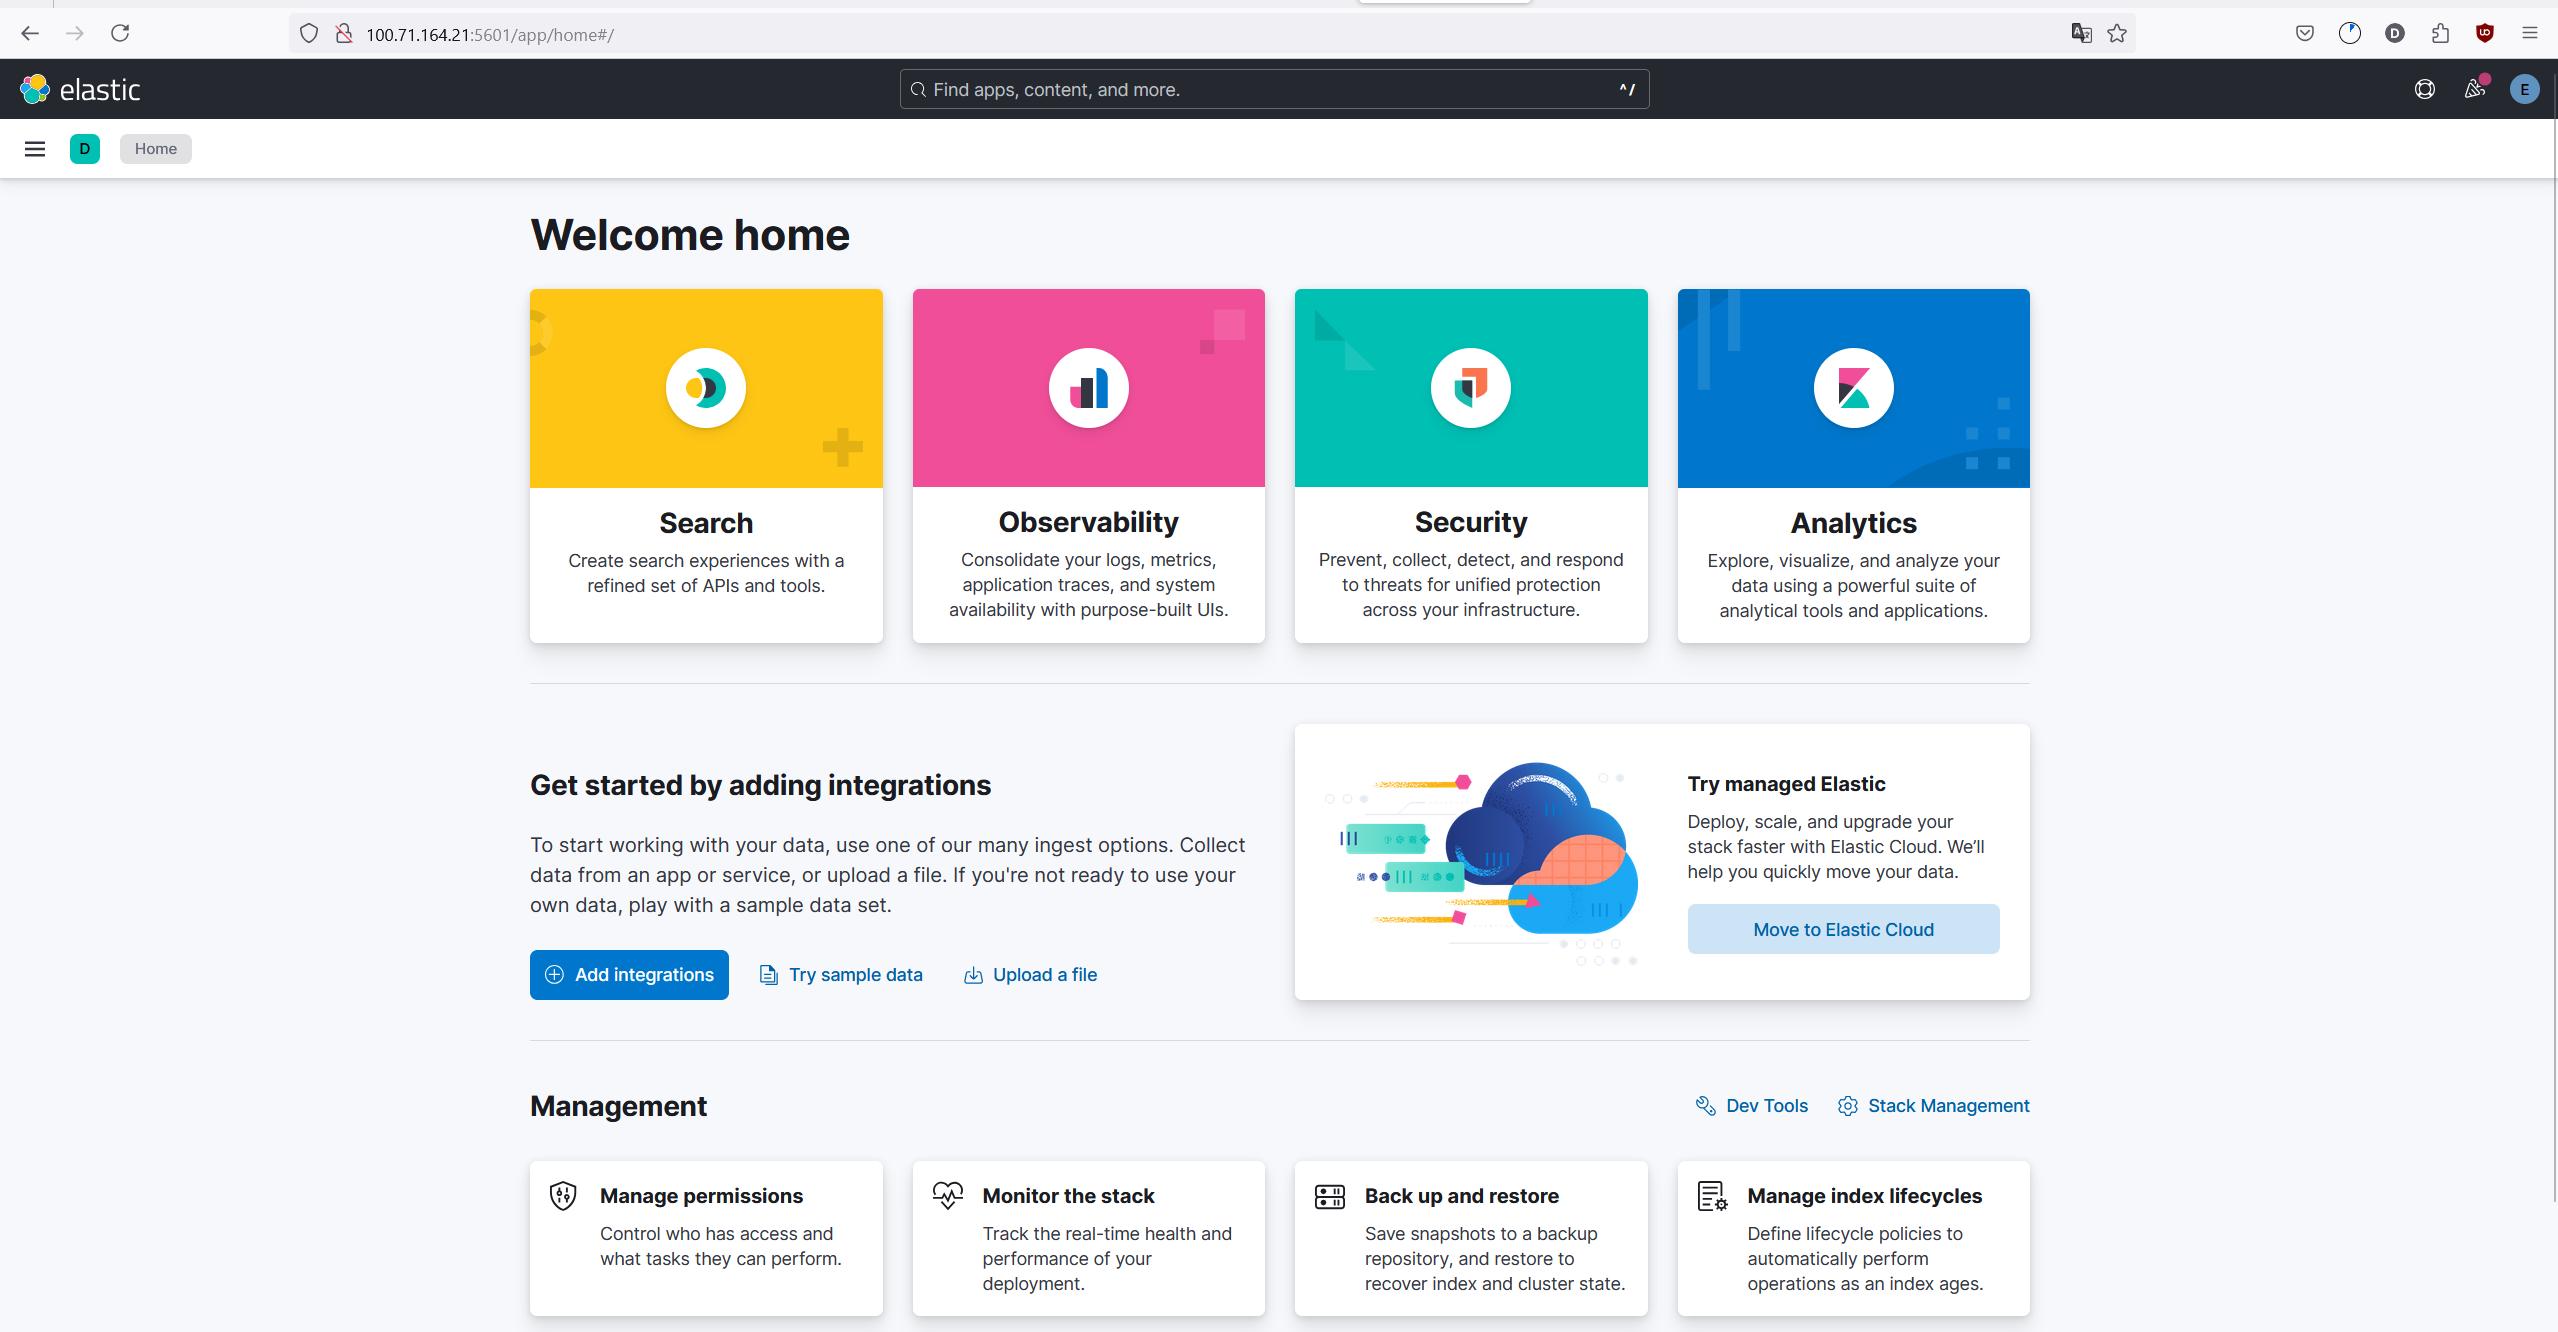 100.71.164.21:5601/app/home#/
elastic
Find apps, content, and more.
^/
E
D
Home
Welcome home
Search
Create search experiences with a
refined set of APIs and tools.
Observability
Consolidate your logs, metrics,
application traces, and system
availability with purpose-built UIs.
Security
Prevent, collect, detect, and respond
to threats for unified protection
across your infrastructure.
Analytics
Explore, visualize, and analyze your
data using a powerful suite of
analytical tools and applications.
Get started by adding integrations
To start working with your data, use one of our many ingest options. Collect
data from an app or service, or upload a file. If you're not ready to use your
own data, play with a sample data set.
Add integrations
Try sample data
Upload a file
Try managed Elastic
Deploy, scale, and upgrade your
stack faster with Elastic Cloud. We’ll
help you quickly move your data.
Move to Elastic Cloud
Management
Dev Tools
Stack Management
Manage permissions
Control who has access and
what tasks they can perform.
Monitor the stack
Track the real-time health and
performance of your
deployment.
Back up and restore
Save snapshots to a backup
repository, and restore to
recover index and cluster state.
Manage index lifecycles
Define lifecycle policies to
automatically perform
operations as an index ages.